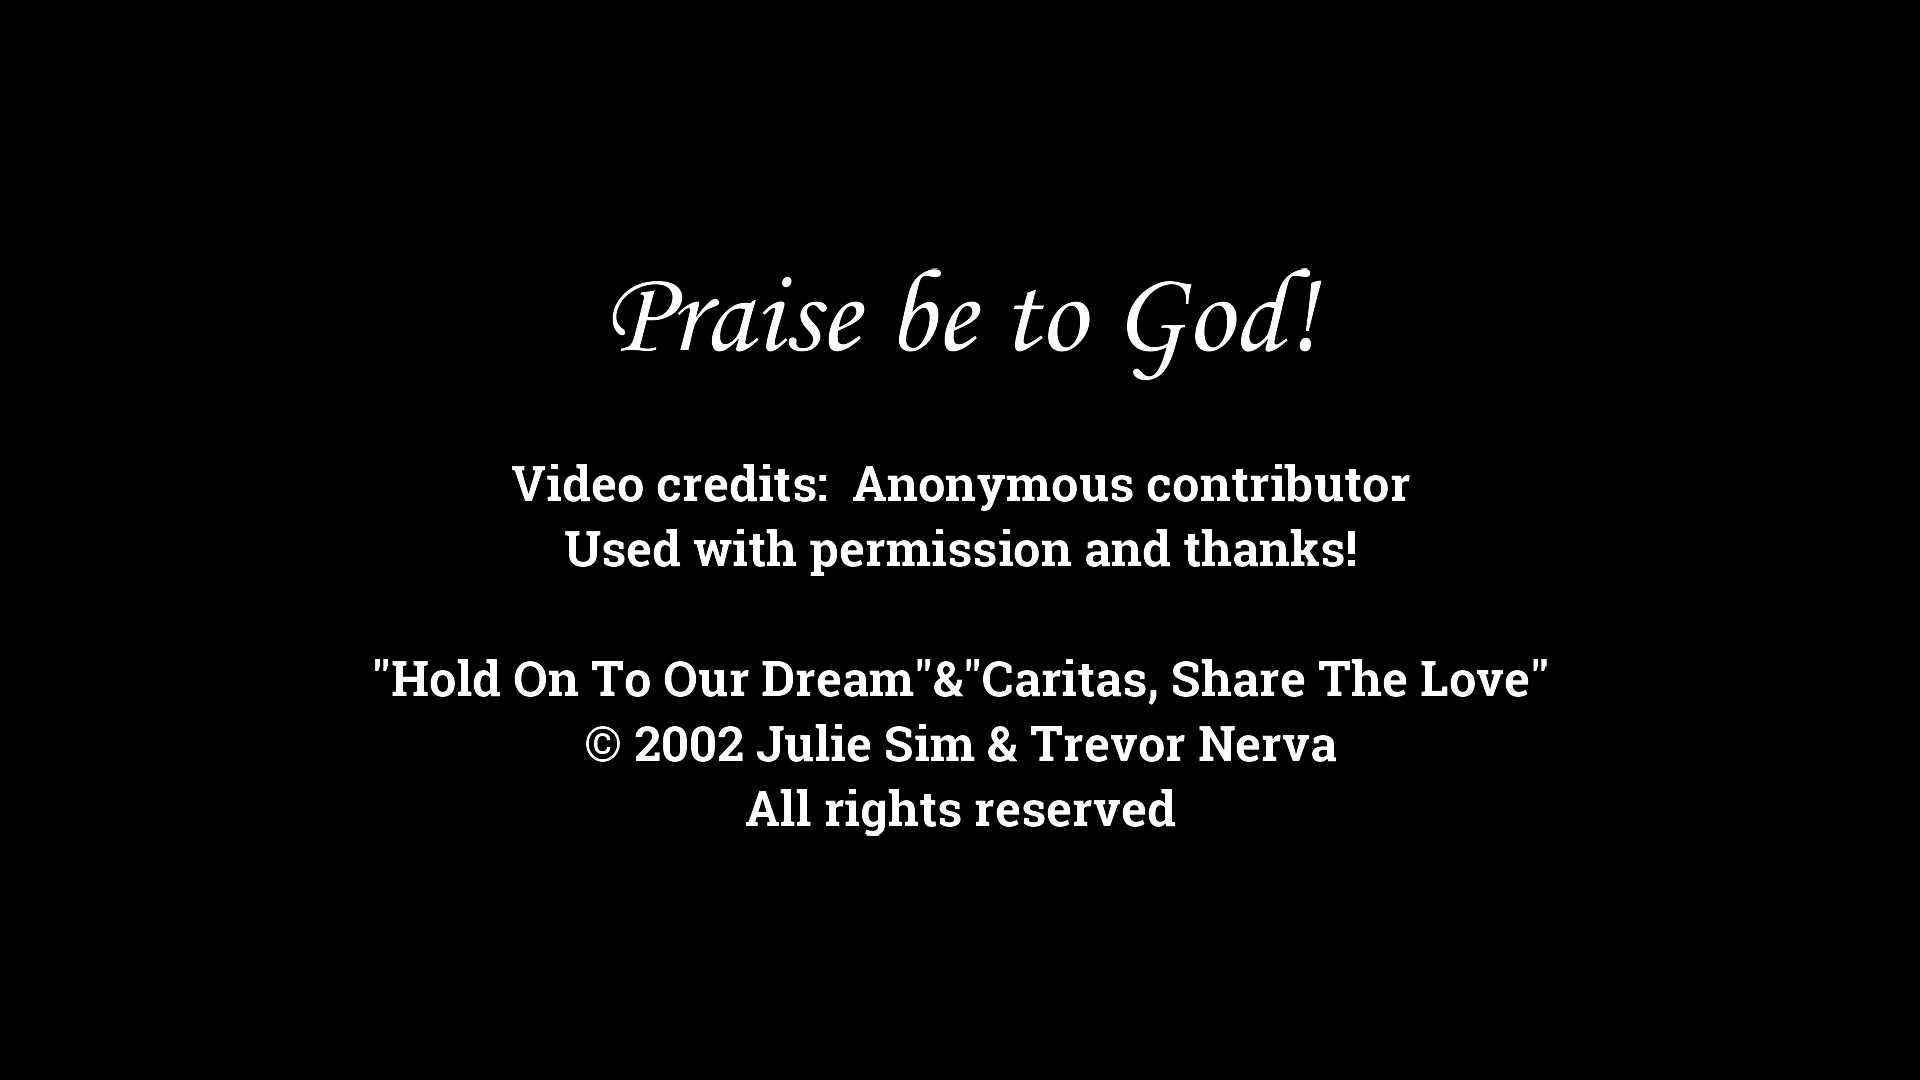 Praise be to God!
Video credits:  Anonymous contributor
Used with permission and thanks!
"Hold On To Our Dream"&"Caritas, Share The Love"
© 2002 Julie Sim & Trevor Nerva
All rights reserved